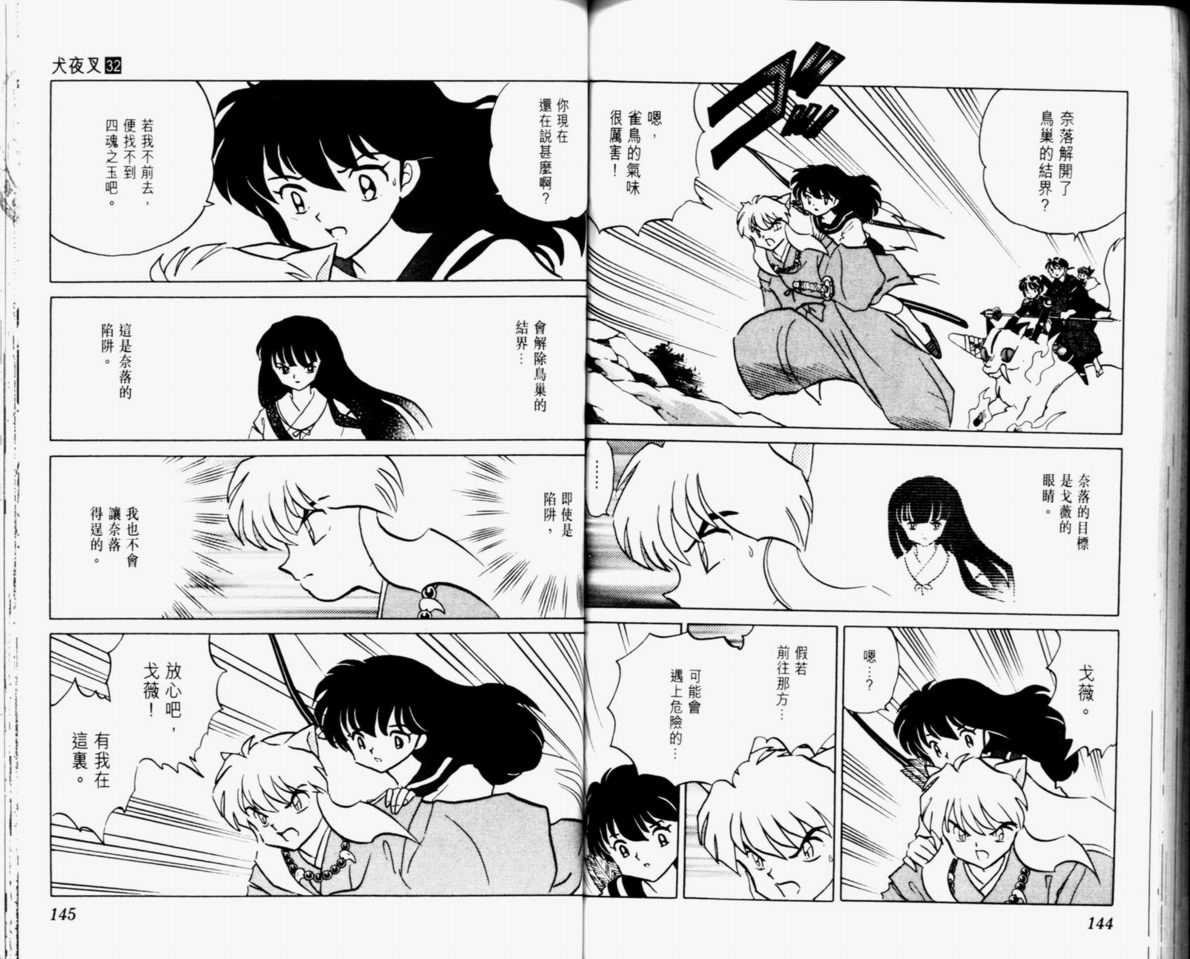 奈落解開了
鳥巢的結界？
嗯，
雀鳥的氣味
很厲害！
奈落的目標
是戈薇的
眼睛。
……
戈薇。
嗯…？
假若
前往那方…
可能會
遇上危險的…
144
犬夜叉32
你現在
還在説甚麼啊？
若我不前去，
便找不到
四魂之玉吧。
會解除鳥巢的
結界…
這是奈落的
陷阱。
即使是
陷阱，
我也不會
讓奈落
得逞的。
放心吧，
戈薇！
有我在
這裏。
145